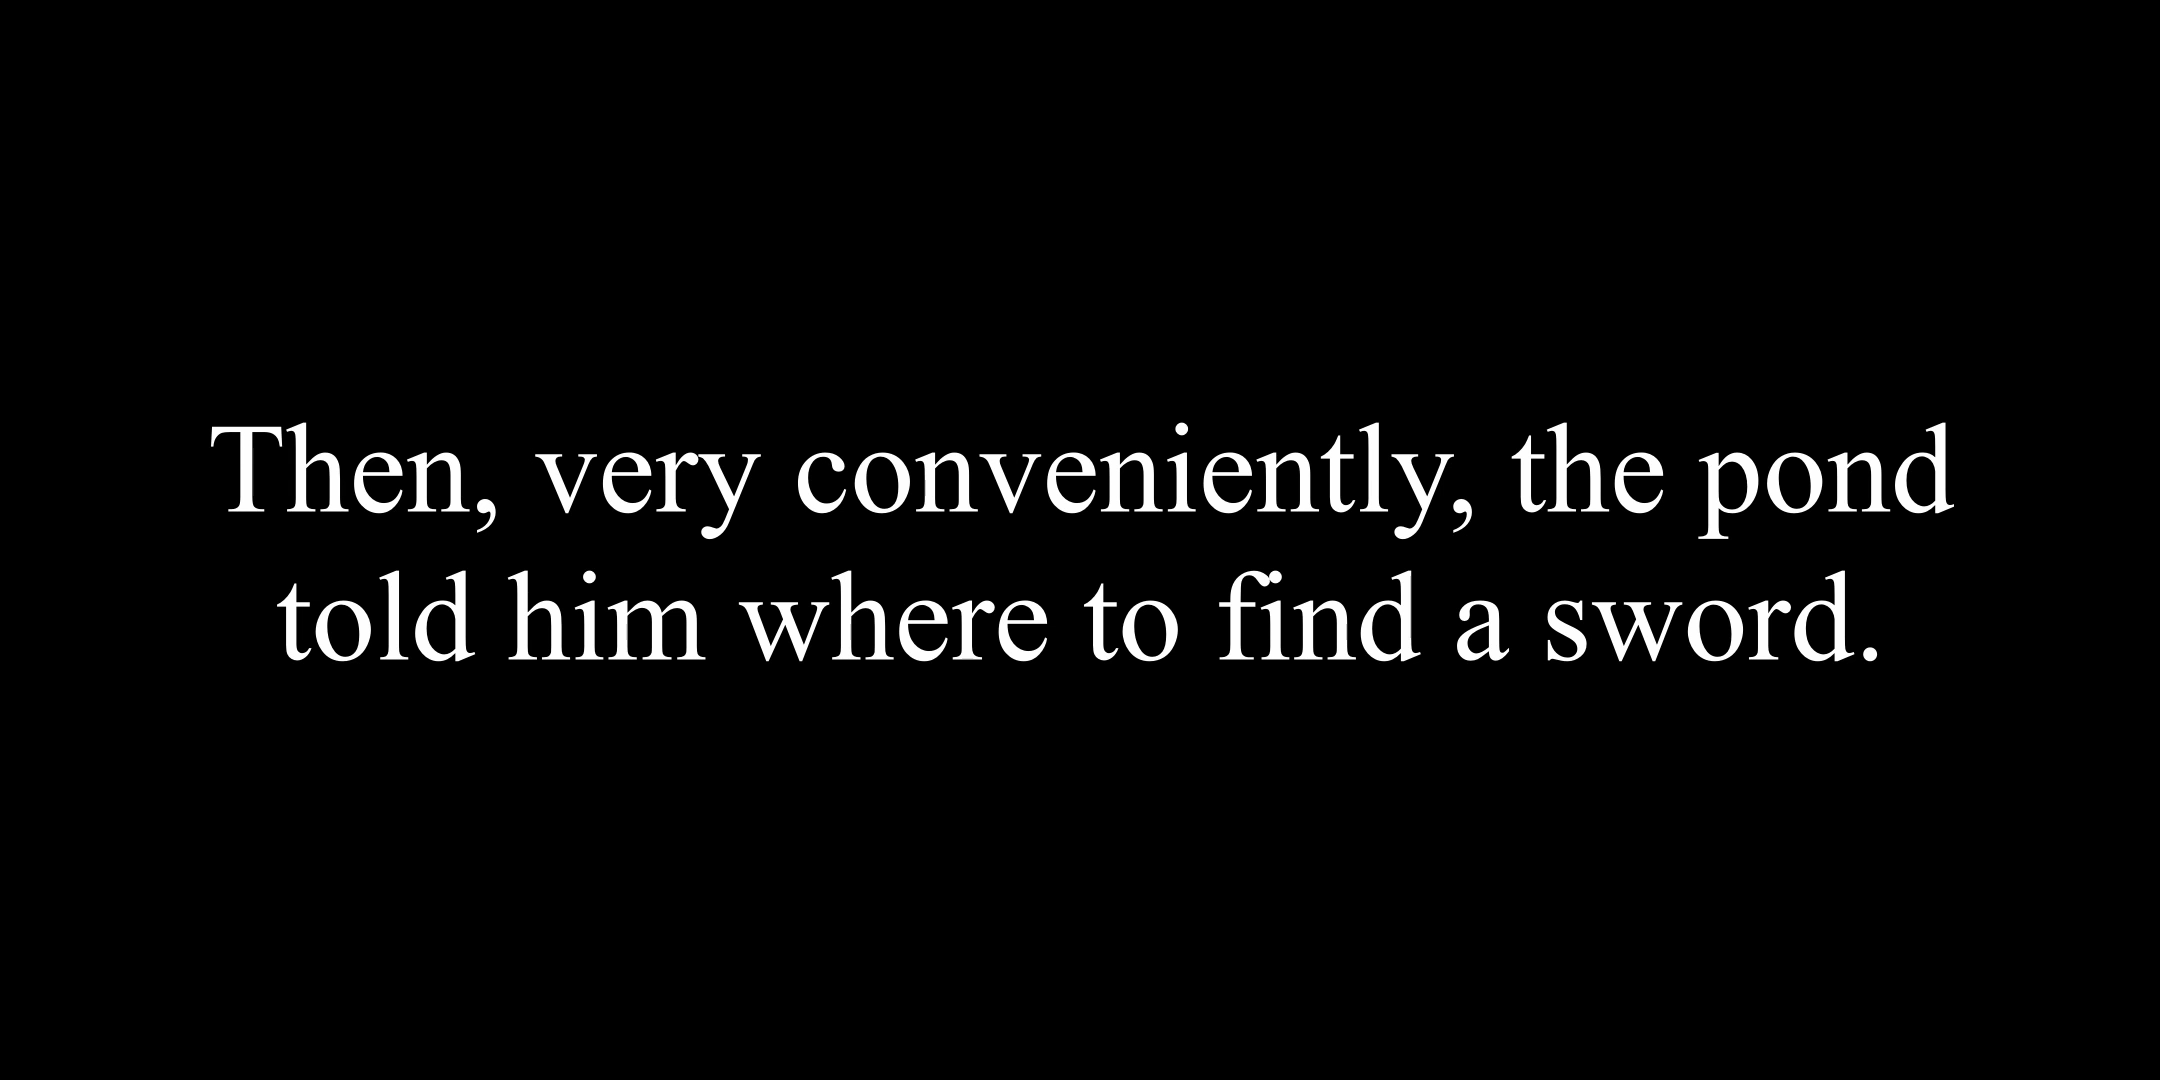 Then, very conveniently, the pond
told him where to find a sword.